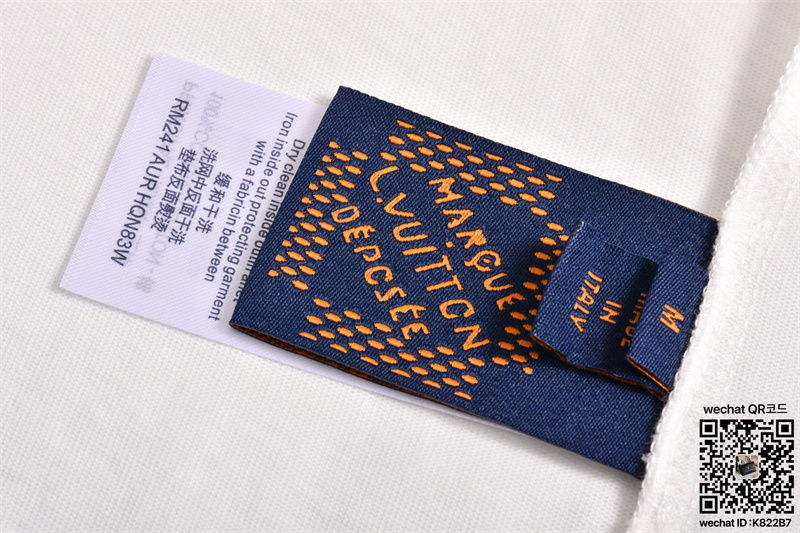 MARQUE
L.VUITTON
DÉPOSÉE
MADE
IN
ITALY
M
Dry clean inside out
Iron inside out protecting garment
with a fabric in between
缓和干洗
洗网中反面干洗
垫布反面熨烫
RM241 AUR HQN83W
wechat QR코드
wechat ID :K822B7